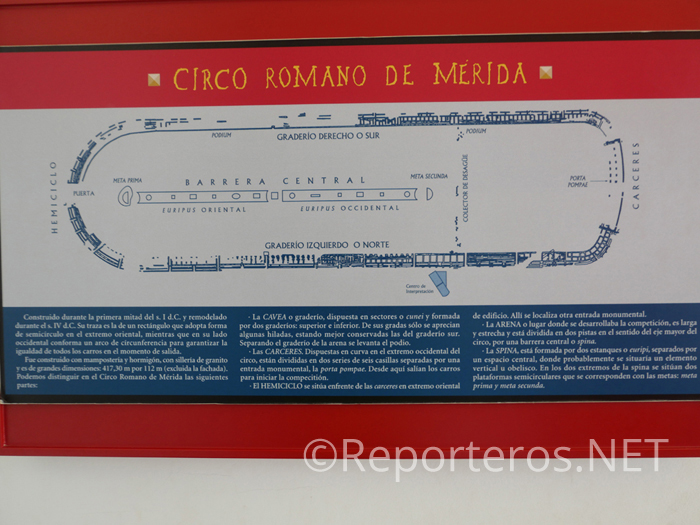 CIRCO ROMANO DE MÉRIDA
PODIUM
GRADERÍO DERECHO O SUR
PODIUM
HEMICICLO
PUERTA
META PRIMA
BARRERA CENTRAL
META SECUNDA
EURIPUS ORIENTAL
EURIPUS OCCIDENTAL
COLECTOR DE DESAGÜE
PORTA
POMPAE
CARCERES
GRADERÍO IZQUIERDO O NORTE
Centro de
Interpretación
Construido durante la primera mitad del s. I d.C. y remodelado
durante el s. IV d.C. Su traza es la de un rectángulo que adopta forma
de semicírculo en el extremo oriental, mientras que en su lado
occidental conforma un arco de circunferencia para garantizar la
igualdad de todos los carros en el momento de salida.
Fue construido con mampostería y hormigón, con sillería de granito
y es de grandes dimensiones: 417,30 m por 112 m (excluida la fachada).
Podemos distinguir en el Circo Romano de Mérida las siguientes
partes:
- La CAVEA o graderío, dispuesta en sectores o cunei y formada
por dos graderíos: superior e inferior. De sus gradas sólo se aprecian
algunas hiladas, estando mejor conservadas las del graderío sur.
Separando el graderío de la arena se levanta el podio.
- Las CARCERES. Dispuestas en curva en el extremo occidental del
circo, están divididas en dos series de seis casillas separadas por una
entrada monumental, la porta pompae. Desde aquí salían los carros
para iniciar la competición.
- El HEMICICLO se sitúa enfrente de las carceres en extremo oriental
de edificio. Allí se localiza otra entrada monumental.
- La ARENA o lugar donde se desarrollaba la competición, es larga
y estrecha y está dividida en dos pistas en el sentido del eje mayor del
circo, por una barrera central o spina.
- La SPINA, está formada por dos estanques o euripi, separados por
un espacio central, donde probablemente se situaría un elemento
vertical u obelisco. En los dos extremos de la spina se sitúan dos
plataformas semicirculares que se corresponden con las metas: meta
prima y meta secunda.
©Reporteros.NET